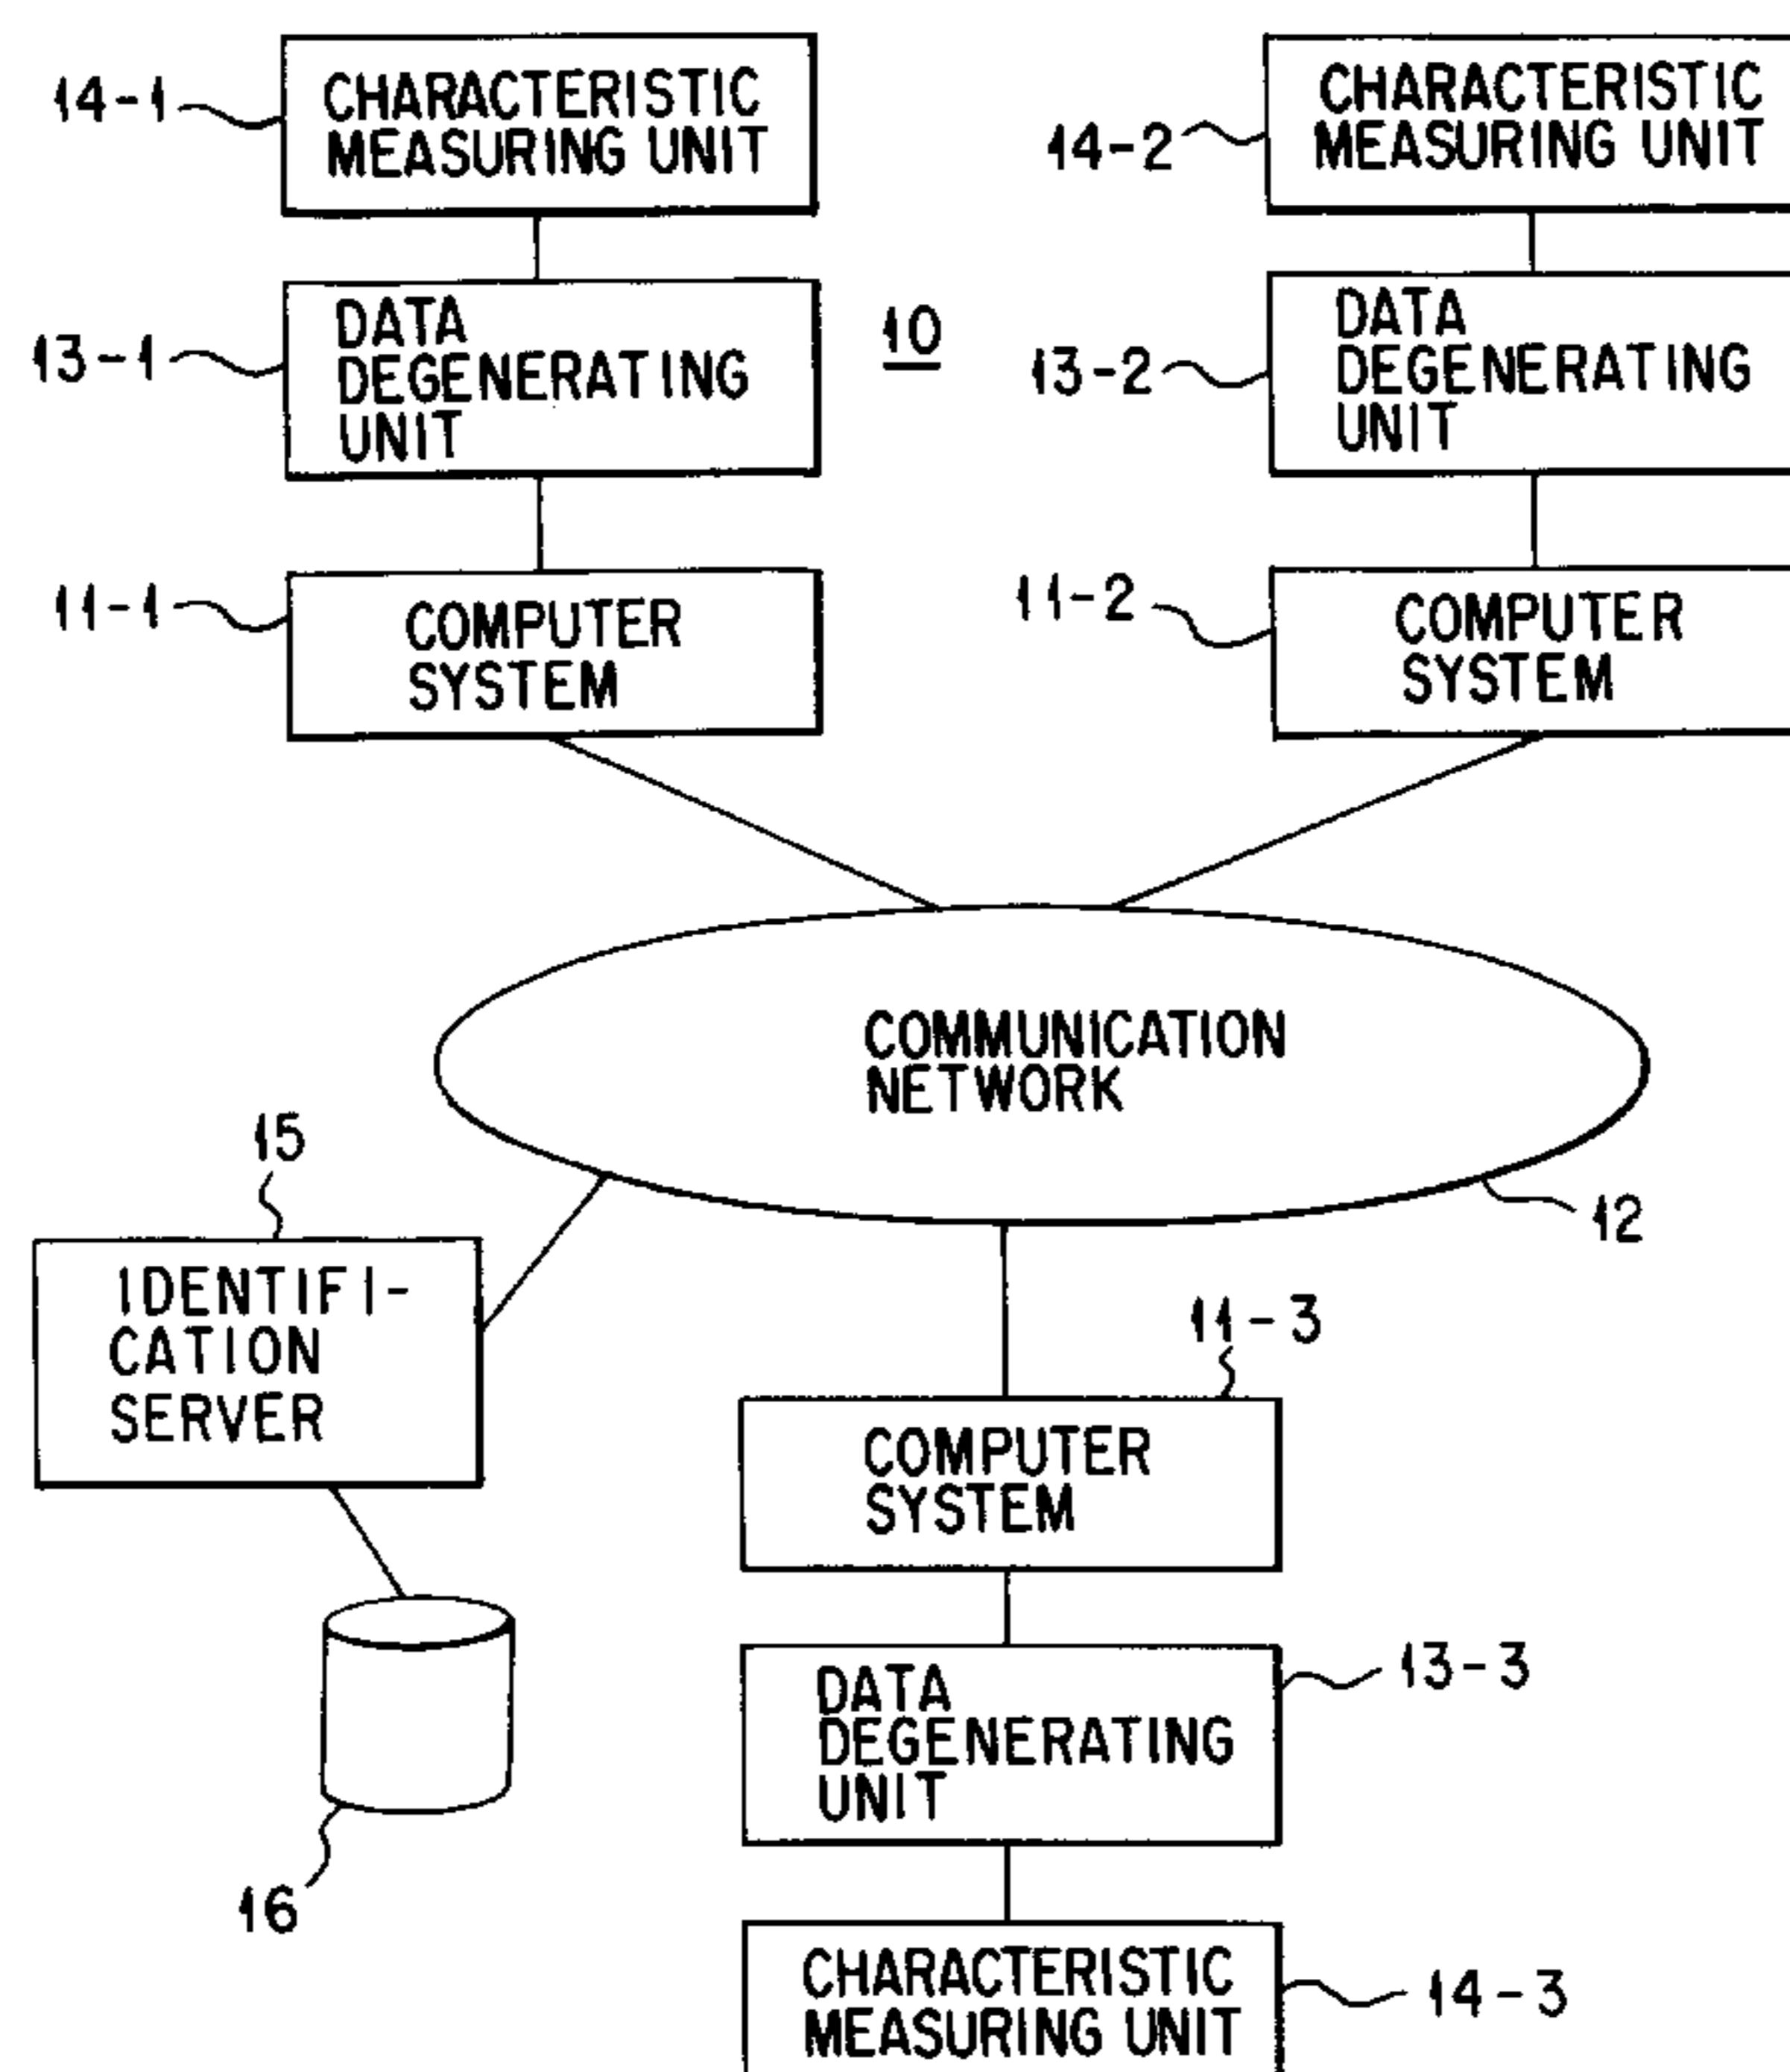 14-1
CHARACTERISTIC
MEASURING UNIT
14-2
CHARACTERISTIC
MEASURING UNIT
13-1
DATA
DEGENERATING
UNIT
10
13-2
DATA
DEGENERATING
UNIT
11-1
COMPUTER
SYSTEM
11-2
COMPUTER
SYSTEM
COMMUNICATION
NETWORK
12
15
IDENTIFI-
CATION
SERVER
11-3
COMPUTER
SYSTEM
13-3
DATA
DEGENERATING
UNIT
16
CHARACTERISTIC
MEASURING UNIT
14-3